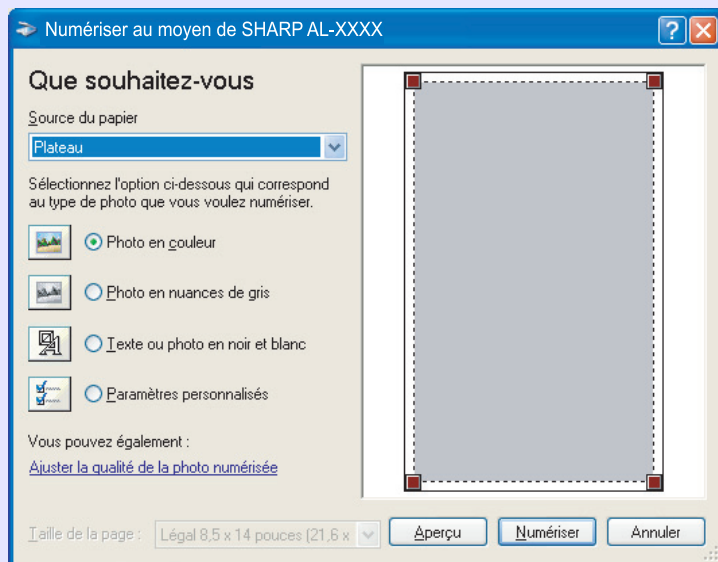 Numériser au moyen de SHARP AL-XXXX
Que souhaitez-vous
Source du papier
Plateau
Sélectionnez l'option ci-dessous qui correspond
au type de photo que vous voulez numériser.
Photo en couleur
Photo en nuances de gris
Texte ou photo en noir et blanc
Paramètres personnalisés
Vous pouvez également :
Ajuster la qualité de la photo numérisée
Taille de la page : Légal 8,5 x 14 pouces (21,6 x
Aperçu Numériser Annuler